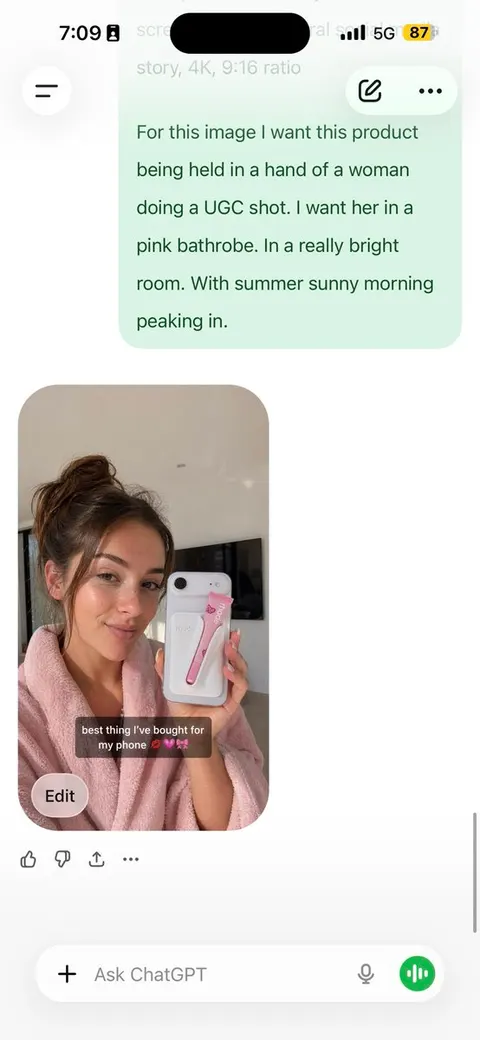 7:09
5G
87
story, 4K, 9:16 ratio
For this image I want this product
being held in a hand of a woman
doing a UGC shot. I want her in a
pink bathrobe. In a really bright
room. With summer sunny morning
peaking in.
best thing I've bought for
my phone 💋💗🎀
Edit
Ask ChatGPT